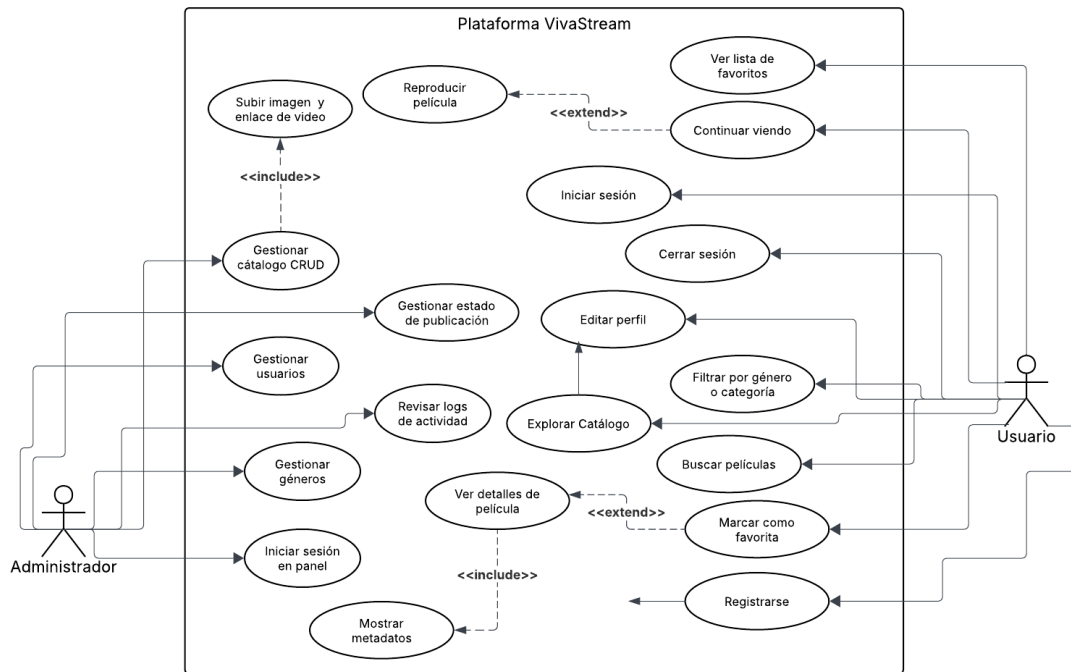 Plataforma VivaStream
Ver lista de
favoritos
Reproducir
película
Subir imagen y
enlace de video
<<extend>>
Continuar viendo
<<include>>
Iniciar sesión
Gestionar
cátalogo CRUD
Cerrar sesión
Gestionar estado
de publicación
Editar perfil
Gestionar
usuarios
Filtrar por género
o categoría
Revisar logs
de actividad
Explorar Catálogo
Usuario
Gestionar
géneros
Buscar películas
Ver detalles de
película
<<extend>>
Marcar como
favorita
Iniciar sesión
en panel
Administrador
<<include>>
Registrarse
Mostrar
metadatos